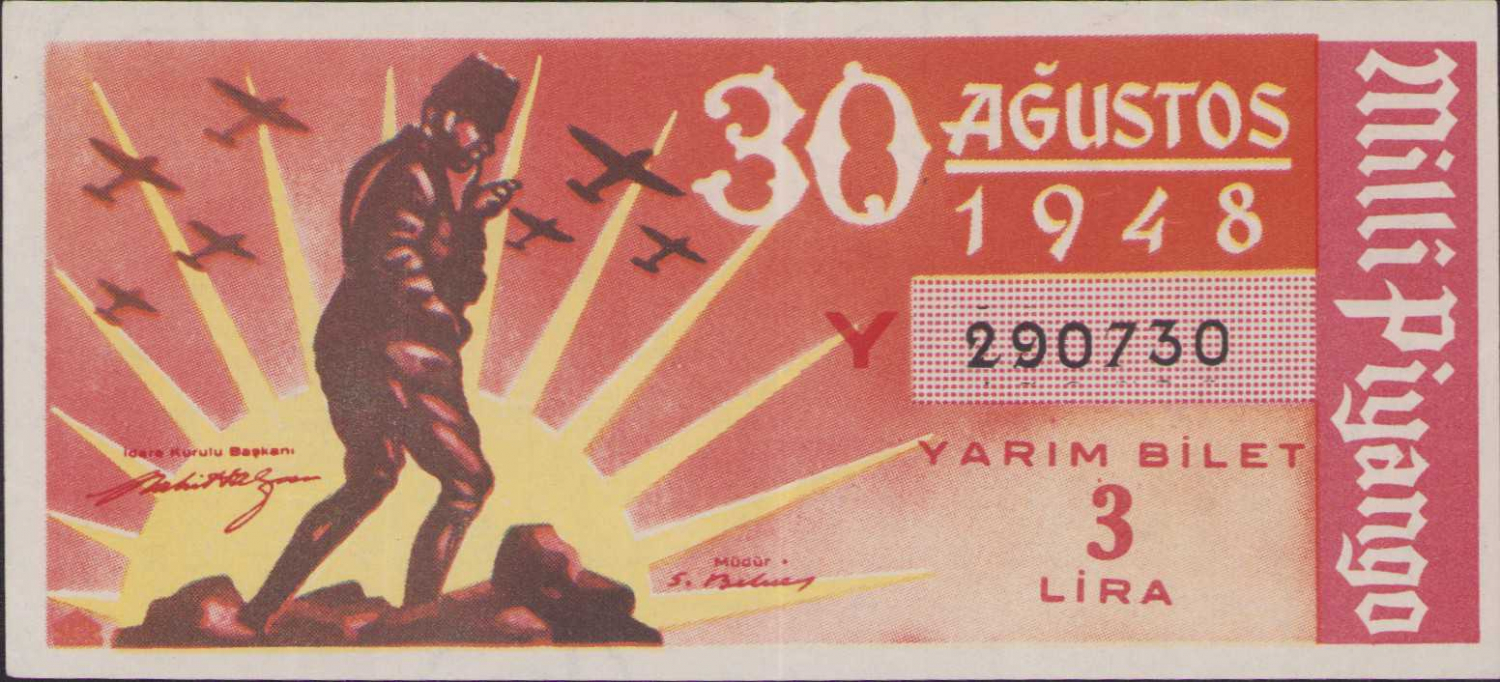 30 AĞUSTOS
1948
Y 290730
YARIM BİLET
3
LİRA
Milli Piyango
İdare Kurulu Başkanı
Müdür